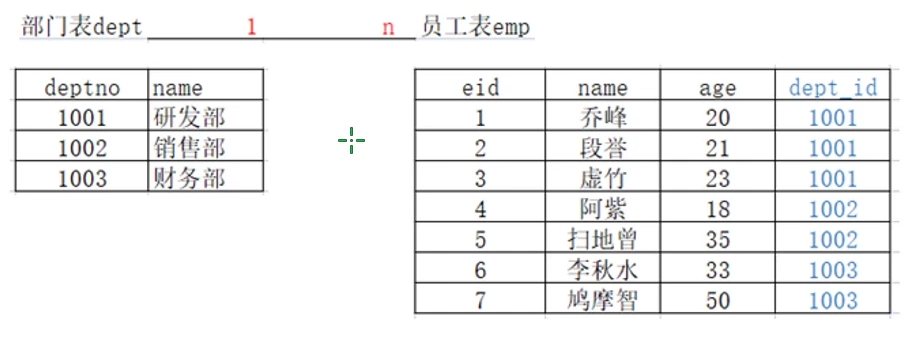 部门表dept 1 n 员工表emp
deptno name
1001 研发部
1002 销售部
1003 财务部
eid name age dept_id
1 乔峰 20 1001
2 段誉 21 1001
3 虚竹 23 1001
4 阿紫 18 1002
5 扫地曾 35 1002
6 李秋水 33 1003
7 鸠摩智 50 1003